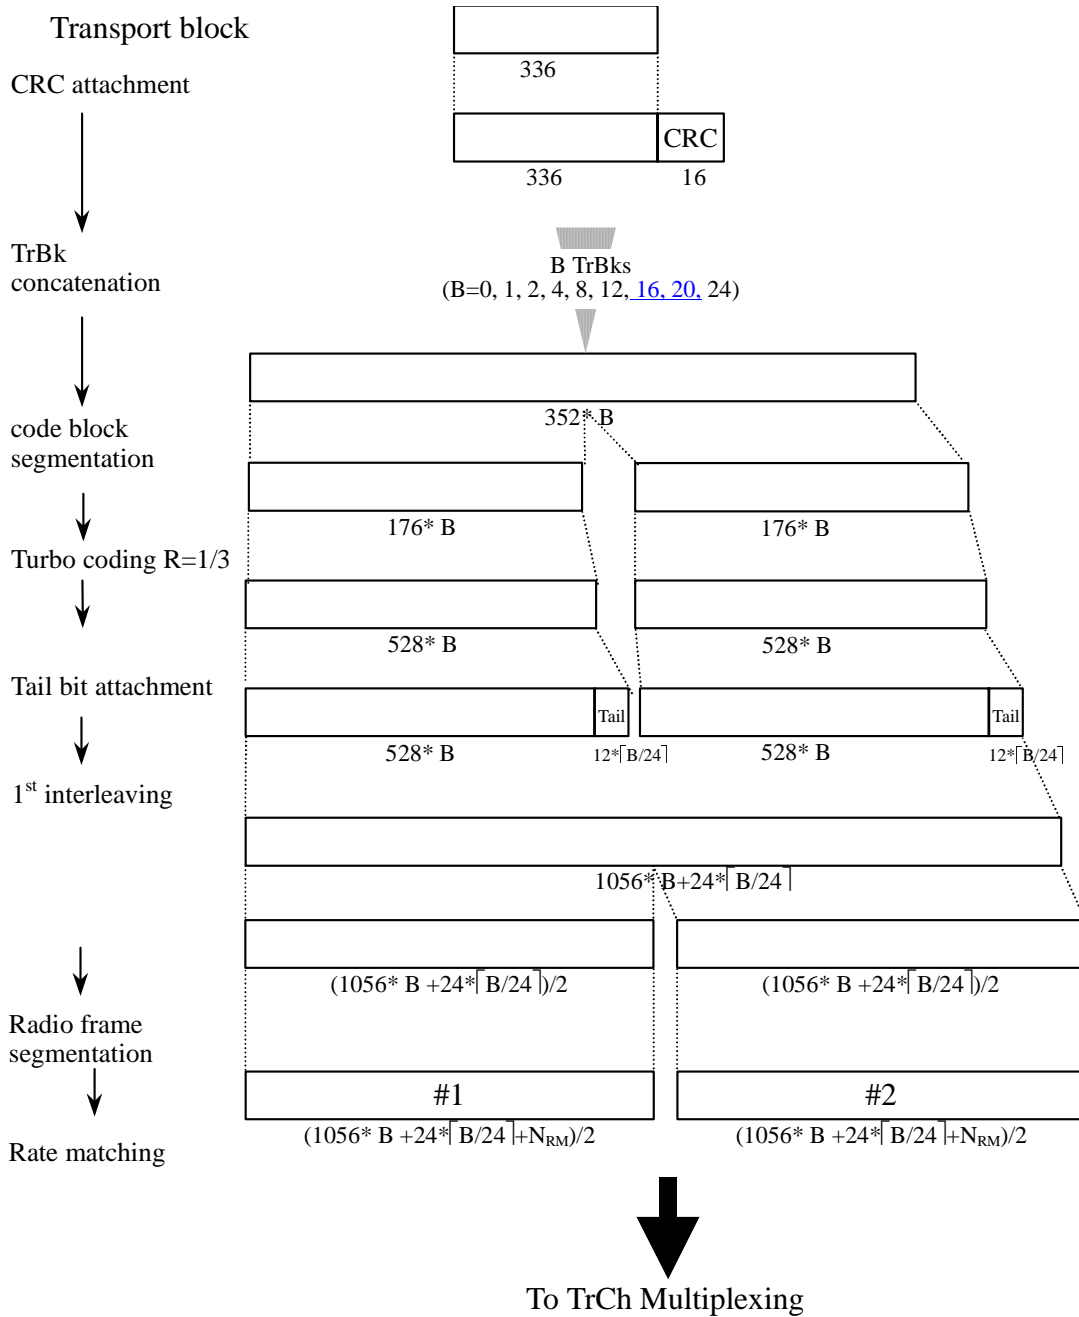 Transport block
336
CRC attachment
CRC
336 16
TrBk
concatenation
B TrBks
(B=0, 1, 2, 4, 8, 12, 16, 20, 24)
352* B
code block
segmentation
176* B 176* B
Turbo coding R=1/3
528* B 528* B
Tail bit attachment
Tail Tail
528* B 12*⌈B/24⌉ 528* B 12*⌈B/24⌉
1st interleaving
1056* B+24*⌈B/24⌉
(1056* B +24*⌈B/24⌉)/2 (1056* B +24*⌈B/24⌉)/2
Radio frame
segmentation
#1 #2
(1056* B +24*⌈B/24⌉+NRM)/2 (1056* B +24*⌈B/24⌉+NRM)/2
Rate matching
To TrCh Multiplexing